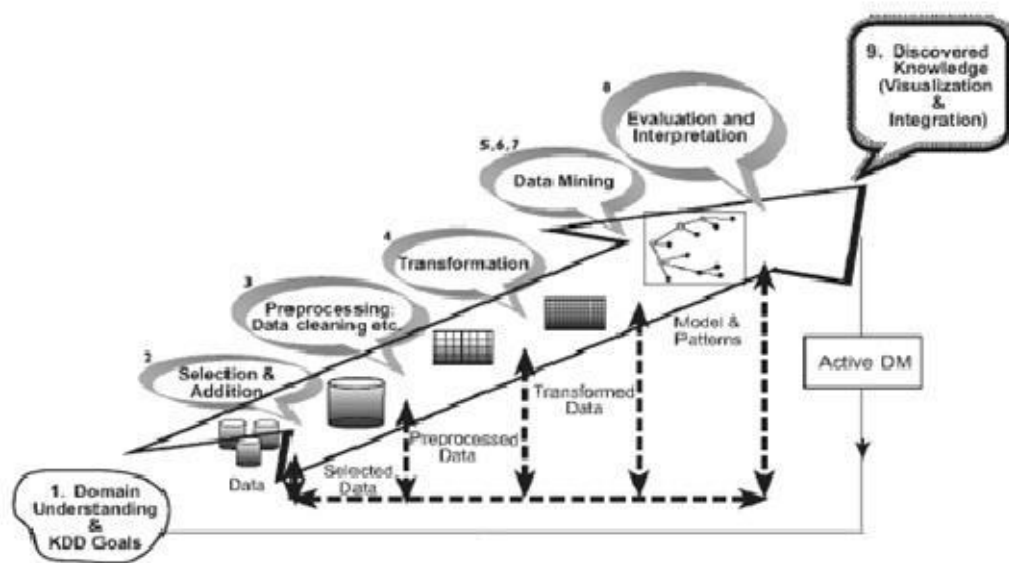 1. Domain
Understanding
&
KDD Goals
2
Selection &
Addition
Data
3
Preprocessing:
Data cleaning etc.
Selected
Data
4
Transformation
Preprocessed
Data
5,6,7
Data Mining
Transformed
Data
8
Evaluation and
Interpretation
Model &
Patterns
9. Discovered
Knowledge
(Visualization
&
Integration)
Active DM